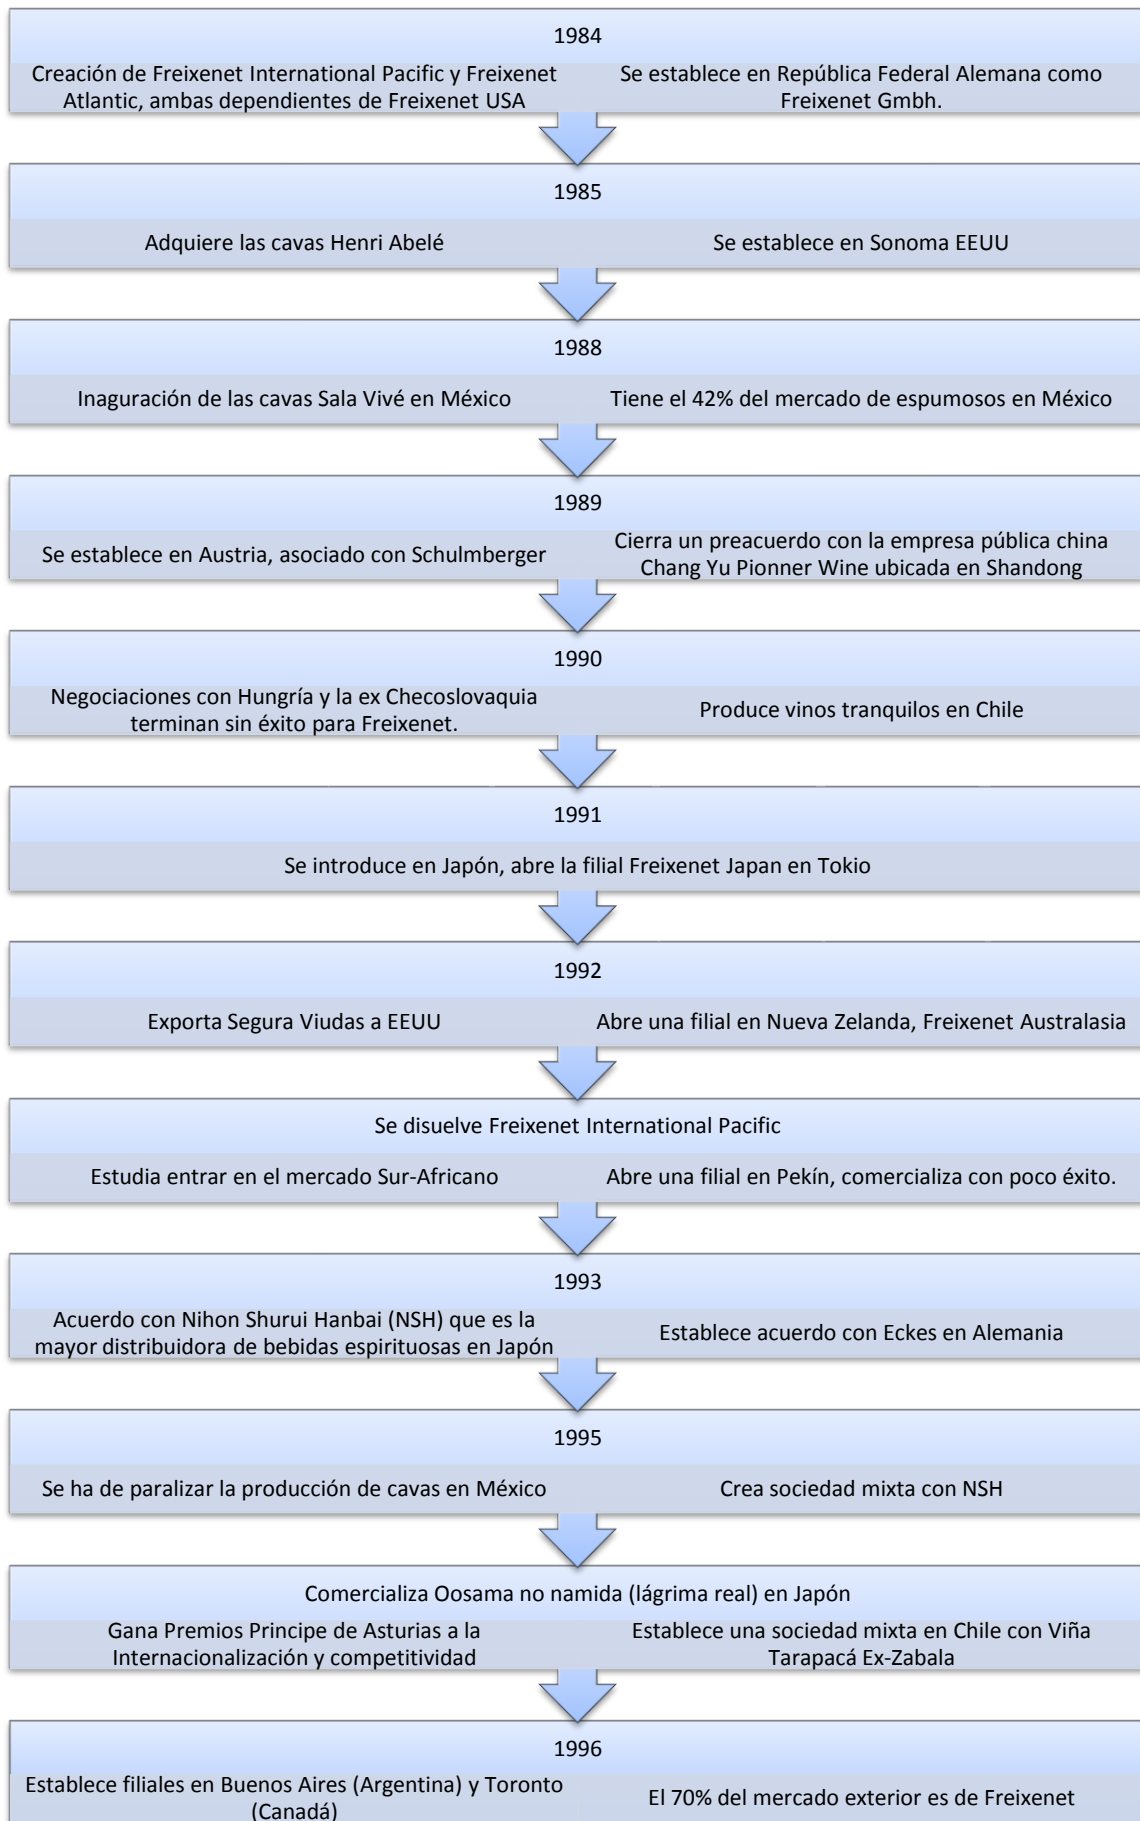 1984
Creación de Freixenet International Pacific y Freixenet
Atlantic, ambas dependientes de Freixenet USA
Se establece en República Federal Alemana como
Freixenet Gmbh.
1985
Adquiere las cavas Henri Abelé
Se establece en Sonoma EEUU
1988
Inaguración de las cavas Sala Vivé en México
Tiene el 42% del mercado de espumosos en México
1989
Se establece en Austria, asociado con Schulmberger
Cierra un preacuerdo con la empresa pública china
Chang Yu Pionner Wine ubicada en Shandong
1990
Negociaciones con Hungría y la ex Checoslovaquia
terminan sin éxito para Freixenet.
Produce vinos tranquilos en Chile
1991
Se introduce en Japón, abre la filial Freixenet Japan en Tokio
1992
Exporta Segura Viudas a EEUU
Abre una filial en Nueva Zelanda, Freixenet Australasia
Se disuelve Freixenet International Pacific
Estudia entrar en el mercado Sur-Africano
Abre una filial en Pekín, comercializa con poco éxito.
1993
Acuerdo con Nihon Shurui Hanbai (NSH) que es la
mayor distribuidora de bebidas espirituosas en Japón
Establece acuerdo con Eckes en Alemania
1995
Se ha de paralizar la producción de cavas en México
Crea sociedad mixta con NSH
Comercializa Oosama no namida (lágrima real) en Japón
Gana Premios Principe de Asturias a la
Internacionalización y competitividad
Establece una sociedad mixta en Chile con Viña
Tarapacá Ex-Zabala
1996
Establece filiales en Buenos Aires (Argentina) y Toronto
(Canadá)
El 70% del mercado exterior es de Freixenet